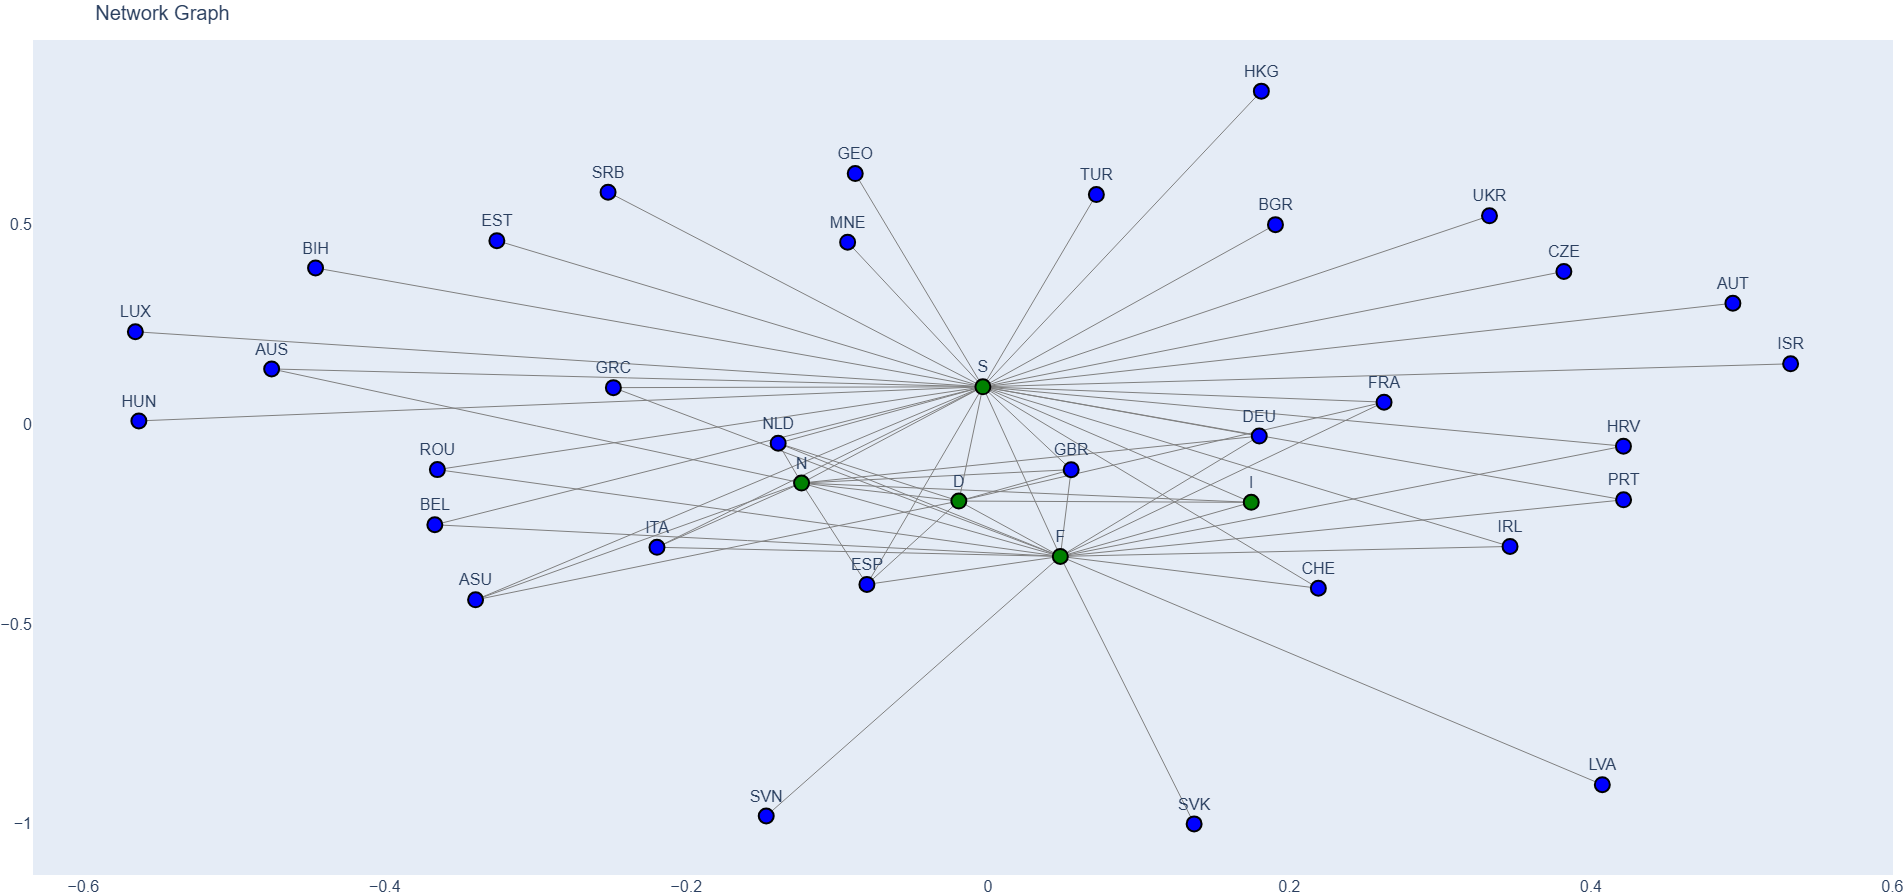 Network Graph
HKG
GEO
SRB
TUR
UKR
BGR
EST
MNE
0.5
BIH
CZE
AUT
LUX
ISR
AUS
GRC
S
FRA
HUN
DEU
0
NLD
HRV
ROU
GBR
N
D
I
PRT
BEL
ITA
IRL
F
ESP
CHE
ASU
−0.5
LVA
SVN
SVK
−1
−0.6
−0.4
−0.2
0
0.2
0.4
0.6